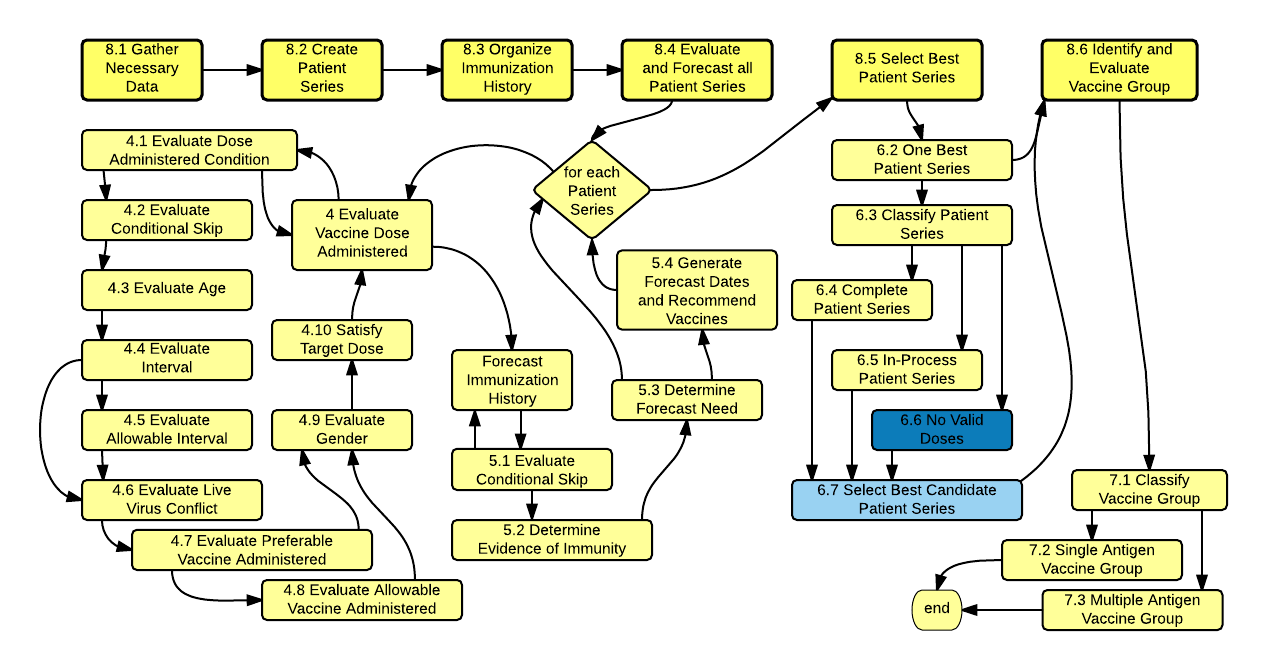 8.1 Gather
Necessary
Data
8.2 Create
Patient
Series
8.3 Organize
Immunization
History
8.4 Evaluate
and Forecast all
Patient Series
8.5 Select Best
Patient Series
8.6 Identify and
Evaluate
Vaccine Group
4.1 Evaluate Dose
Administered Condition
4.2 Evaluate
Conditional Skip
4.3 Evaluate Age
4.4 Evaluate
Interval
4.5 Evaluate
Allowable Interval
4.6 Evaluate Live
Virus Conflict
4.7 Evaluate Preferable
Vaccine Administered
4.8 Evaluate Allowable
Vaccine Administered
4 Evaluate
Vaccine Dose
Administered
4.10 Satisfy
Target Dose
4.9 Evaluate
Gender
for each
Patient
Series
Forecast
Immunization
History
5.1 Evaluate
Conditional Skip
5.2 Determine
Evidence of Immunity
5.4 Generate
Forecast Dates
and Recommend
Vaccines
5.3 Determine
Forecast Need
6.2 One Best
Patient Series
6.3 Classify Patient
Series
6.4 Complete
Patient Series
6.5 In-Process
Patient Series
6.6 No Valid
Doses
6.7 Select Best Candidate
Patient Series
7.1 Classify
Vaccine Group
7.2 Single Antigen
Vaccine Group
7.3 Multiple Antigen
Vaccine Group
end